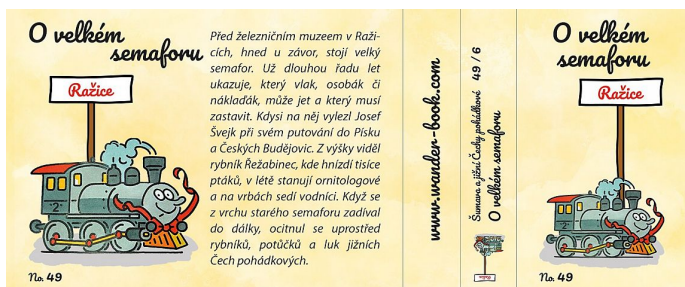 O velkém
semaforu
Ražice
No. 49
Před železničním muzeem v Raži-
cích, hned u závor, stojí velký
semafor. Už dlouhou řadu let
ukazuje, který vlak, osobák či
náklaďák, může jet a který musí
zastavit. Kdysi na něj vylezl Josef
Švejk při svém putování do Písku
a Českých Budějovic. Z výšky viděl
rybník Řežabinec, kde hnízdí tisíce
ptáků, v létě stanují ornitologové
a na vrbách sedí vodníci. Když se
z vrchu starého semaforu zadíval
do dálky, ocitnul se uprostřed
rybníků, potůčků a luk jižních
Čech pohádkových.
www.wander-book.com
Šumava a jižní Čechy pohádkové 49 / 6
O velkém semaforu
Ražice
O velkém
semaforu
Ražice
No. 49